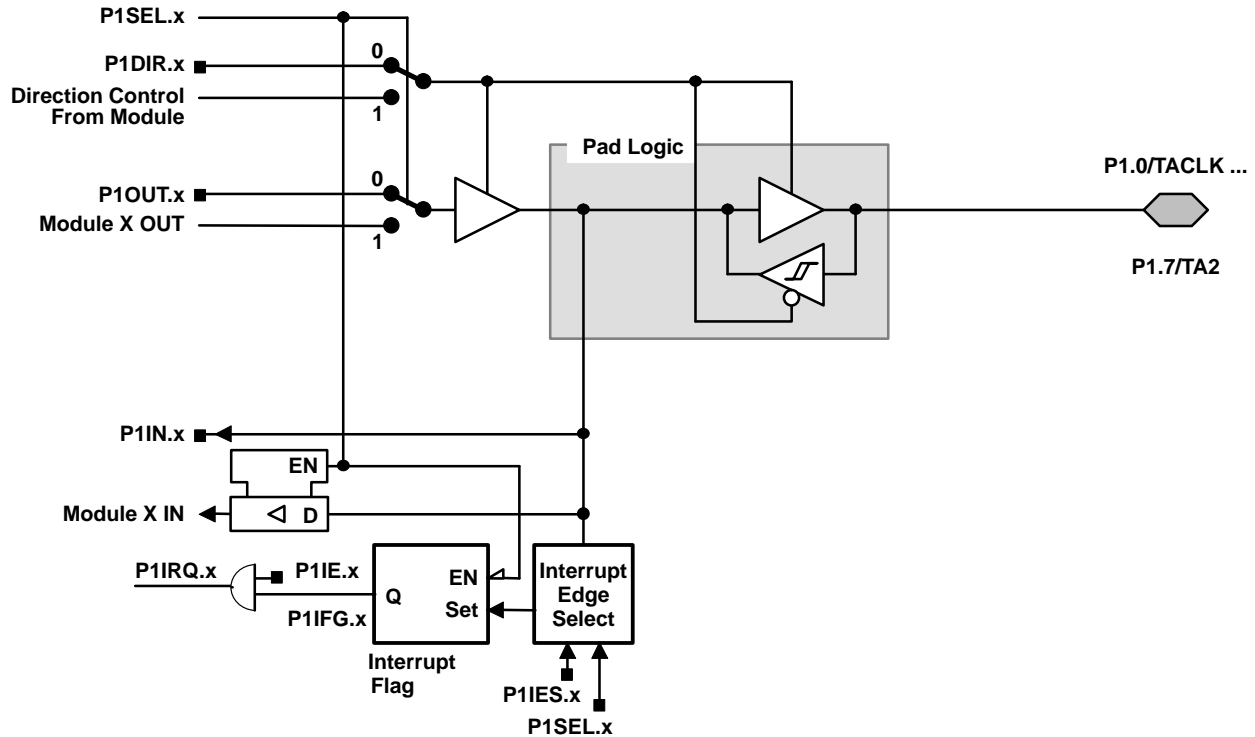 P1SEL.x
0
P1DIR.x
Direction Control
From Module
1
Pad Logic
P1.0/TACLK ...
0
P1OUT.x
Module X OUT
1
P1.7/TA2
P1IN.x
EN
Module X IN
D
P1IRQ.x
P1IE.x
EN
Interrupt
Edge
Select
Q
Set
P1IFG.x
Interrupt
Flag
P1IES.x
P1SEL.x